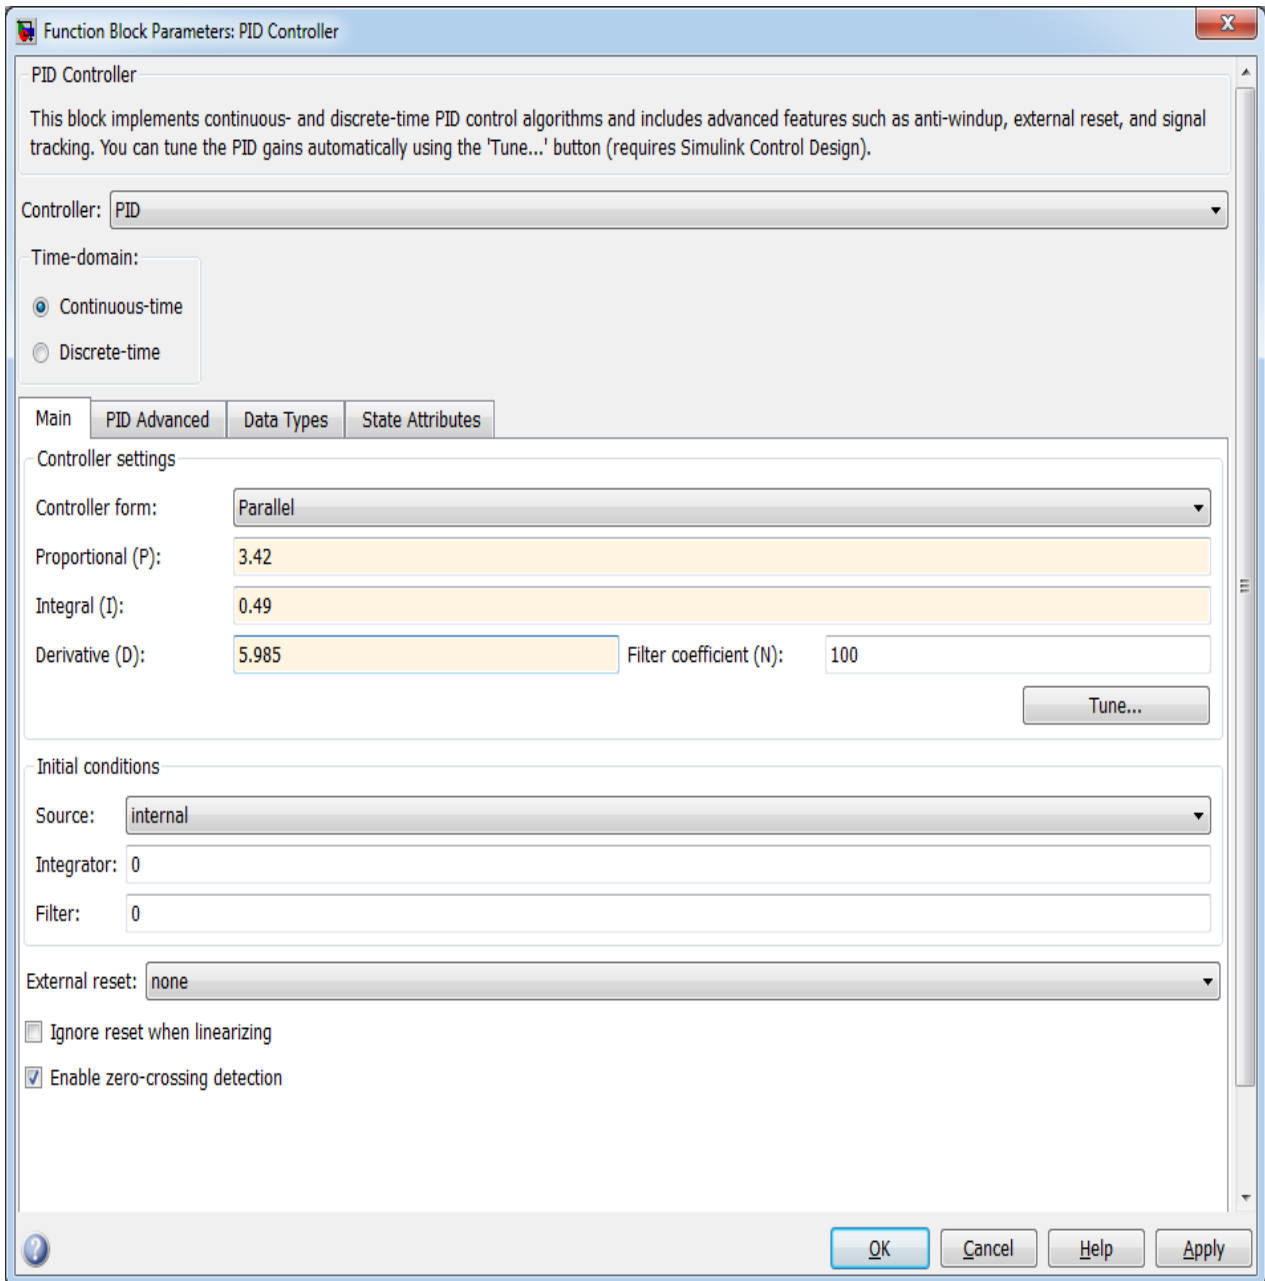 Function Block Parameters: PID Controller
PID Controller
This block implements continuous- and discrete-time PID control algorithms and includes advanced features such as anti-windup, external reset, and signal
tracking. You can tune the PID gains automatically using the 'Tune...' button (requires Simulink Control Design).
Controller: PID
Time-domain:
Continuous-time
Discrete-time
Main PID Advanced Data Types State Attributes
Controller settings
Controller form: Parallel
Proportional (P): 3.42
Integral (I): 0.49
Derivative (D): 5.985 Filter coefficient (N): 100
Tune...
Initial conditions
Source: internal
Integrator: 0
Filter: 0
External reset: none
Ignore reset when linearizing
Enable zero-crossing detection
OK Cancel Help Apply